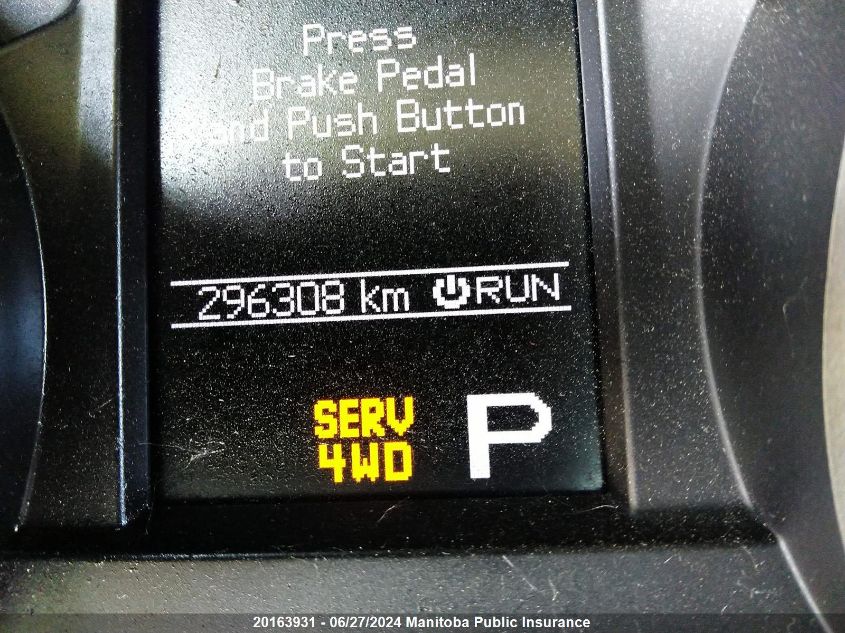 Press
Brake Pedal
and Push Button
to Start
296308 km RUN
SERV
4WD
P
20163931 - 06/27/2024 Manitoba Public Insurance